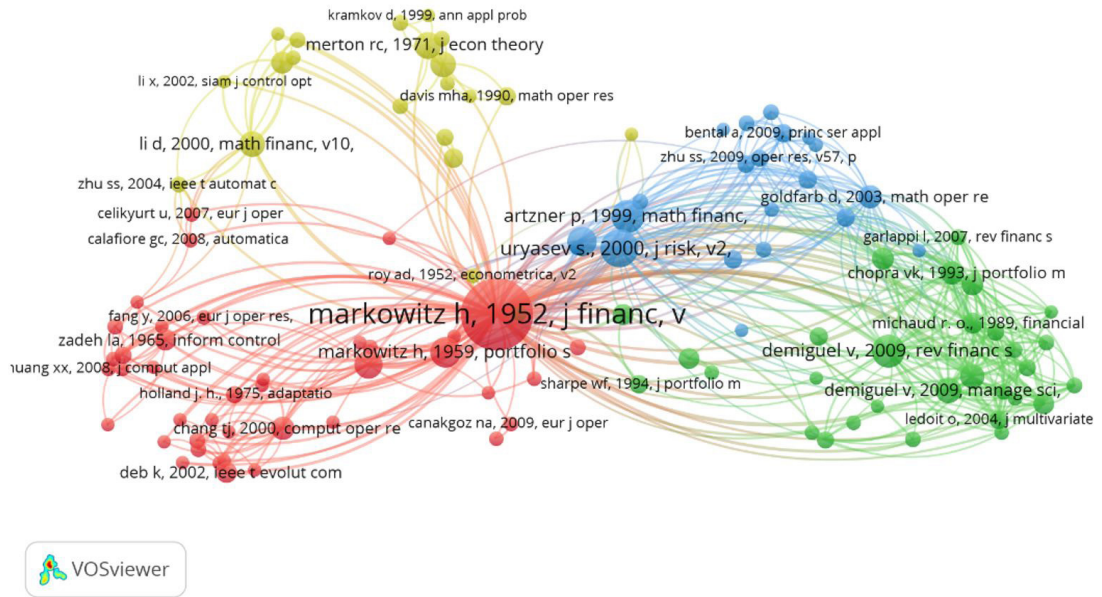 kramkov d, 1999, ann appl prob
merton rc, 1971, j econ theory
li x, 2002, siam j control opt
davis mha, 1990, math oper res
li d, 2000, math financ, v10,
bental a, 2009, princ ser appl
zhu ss, 2009, oper res, v57, p
zhu ss, 2004, ieee t automat c
goldfarb d, 2003, math oper re
celikyurt u, 2007, eur j oper
artzner p, 1999, math financ,
calafiore gc, 2008, automatica
garlappi l, 2007, rev financ s
uryasev s., 2000, j risk, v2,
roy ad, 1952, econometrica, v2
chopra vk, 1993, j portfolio m
markowitz h, 1952, j financ, v
fang y, 2006, eur j oper res,
michaud r. o., 1989, financial
zadeh la, 1965, inform control
markowitz h, 1959, portfolio s
demiguel v, 2009, rev financ s
huang xx, 2008, j comput appl
sharpe wf, 1994, j portfolio m
holland j. h., 1975, adaptatio
demiguel v, 2009, manage sci,
ledoit o, 2004, j multivariate
chang tj, 2000, comput oper re
canakgoz na, 2009, eur j oper
deb k, 2002, ieee t evolut com
VOSviewer